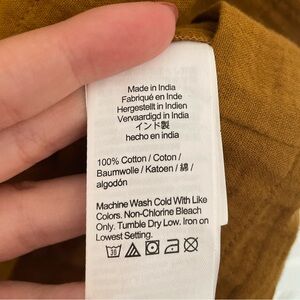 Made in India
Fabriqué en Inde
Hergestellt in Indien
Vervaardigd in India
インド製
hecho en india
100% Cotton / Coton /
Baumwolle / Katoen / 綿 /
algodón
Machine Wash Cold With Like
Colors. Non-Chlorine Bleach
Only. Tumble Dry Low. Iron on
Lowest Setting.
30